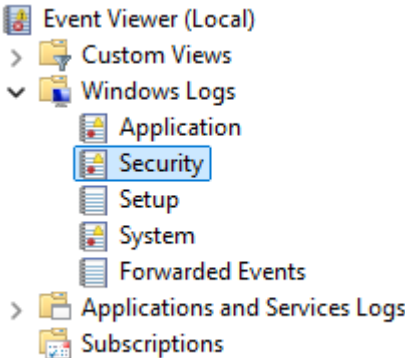 Event Viewer (Local)
Custom Views
Windows Logs
Application
Security
Setup
System
Forwarded Events
Applications and Services Logs
Subscriptions